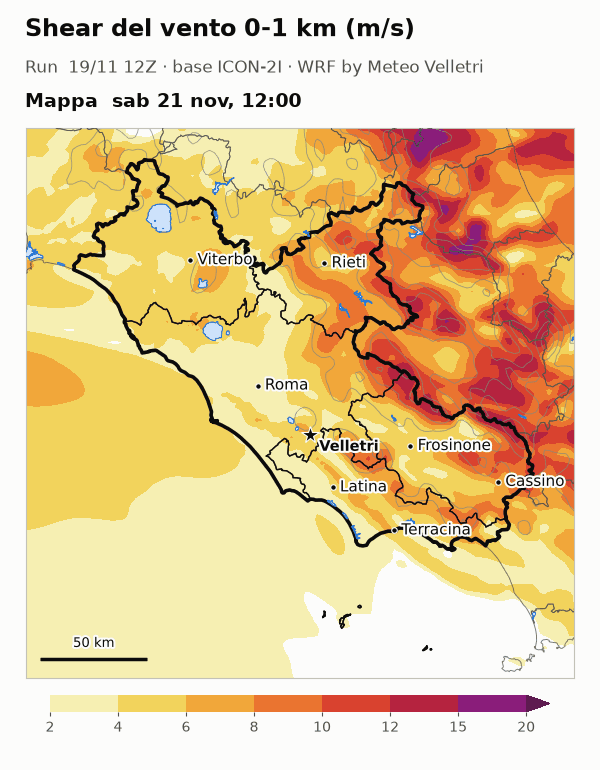 Shear del vento 0-1 km (m/s)
Run 19/11 12Z · base ICON-2I · WRF by Meteo Velletri
Mappa sab 21 nov, 12:00
Viterbo
Rieti
Roma
Velletri
Frosinone
Latina
Cassino
Terracina
50 km
2 4 6 8 10 12 15 20